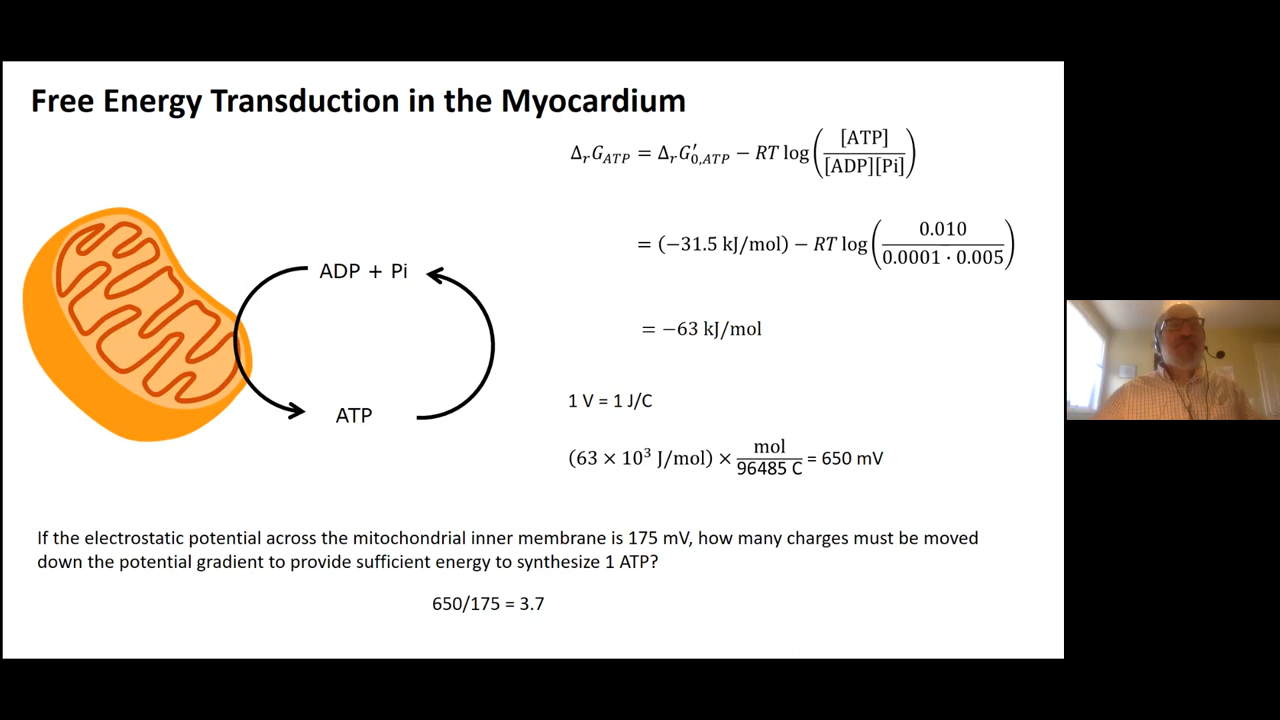 Free Energy Transduction in the Myocardium
Δ_rG_ATP = Δ_rG′_0,ATP − RT log([ATP]/[ADP][Pi])
= (−31.5 kJ/mol) − RT log(0.010/0.0001 · 0.005)
ADP + Pi
= −63 kJ/mol
1 V = 1 J/C
ATP
(63 × 10³ J/mol) × mol/96485 C = 650 mV
If the electrostatic potential across the mitochondrial inner membrane is 175 mV, how many charges must be moved
down the potential gradient to provide sufficient energy to synthesize 1 ATP?
650/175 = 3.7